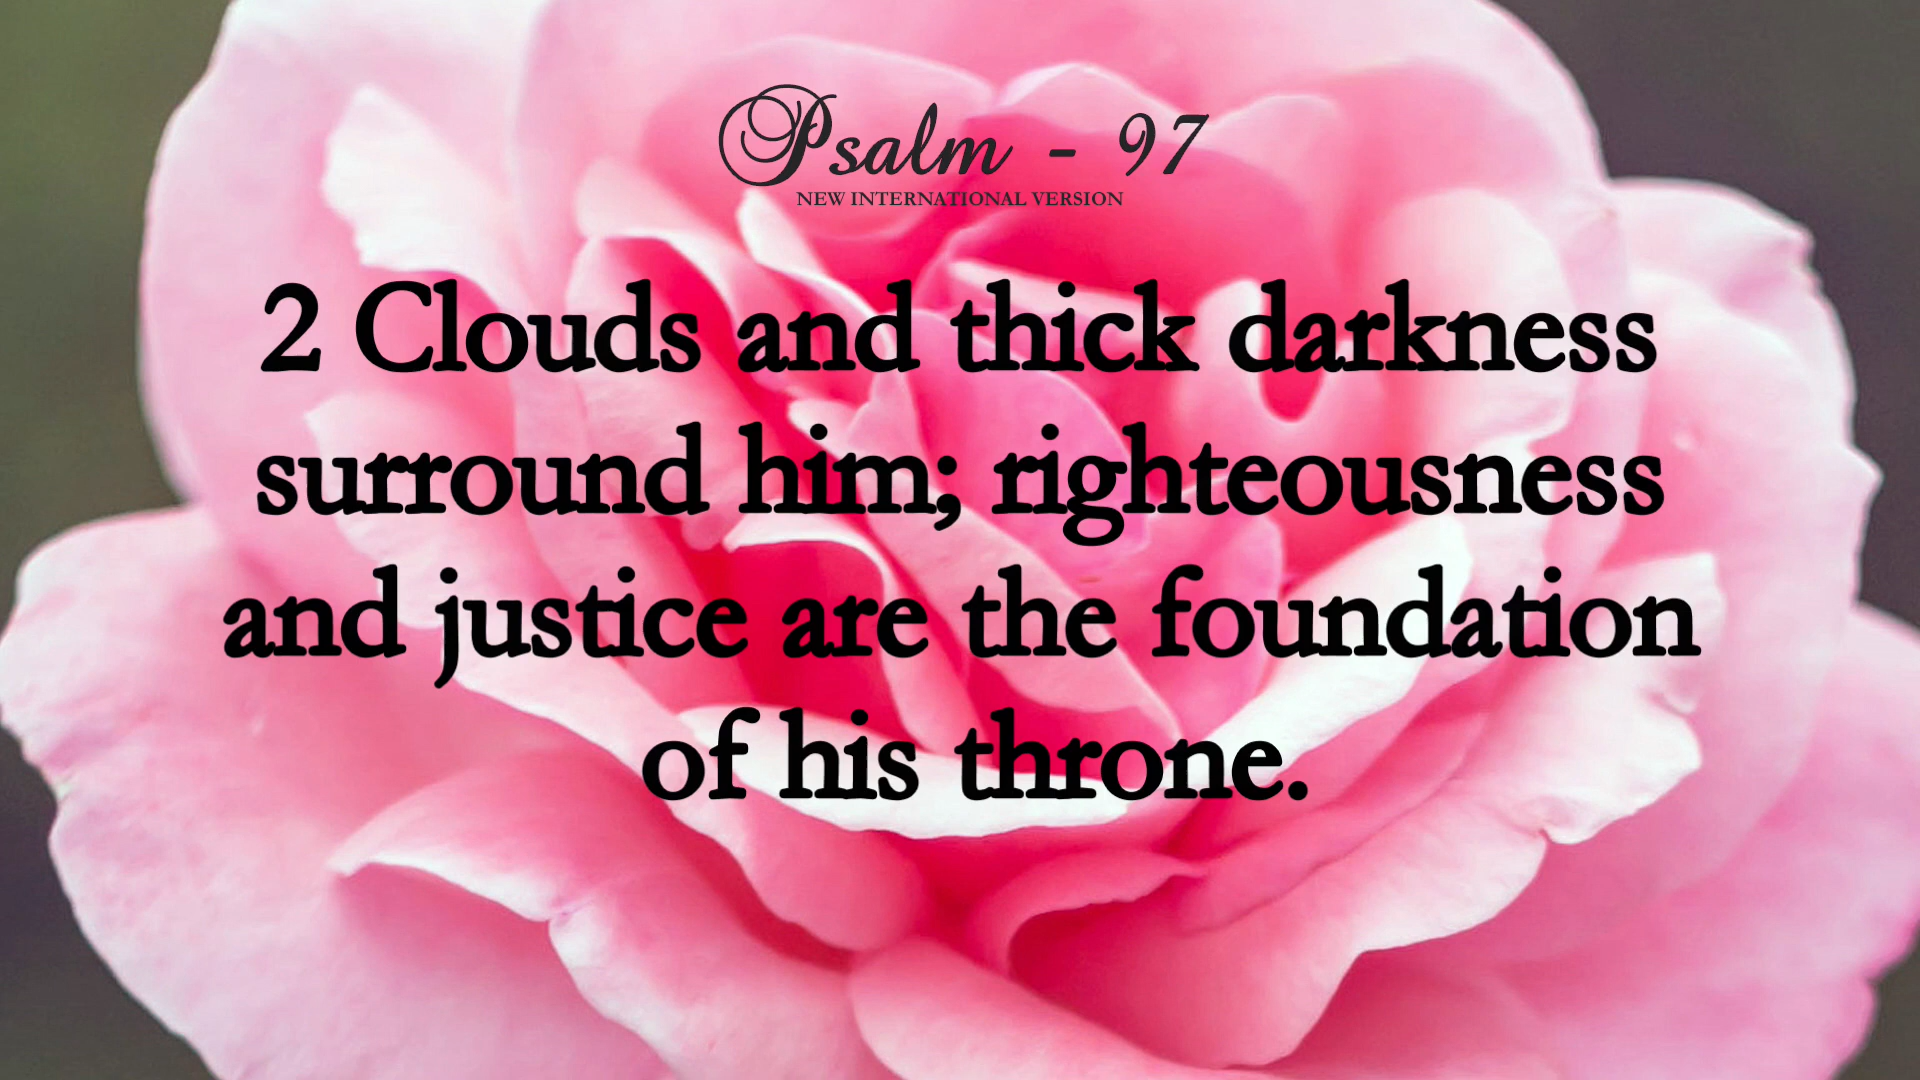 Psalm - 97
NEW INTERNATIONAL VERSION
2 Clouds and thick darkness
surround him; righteousness
and justice are the foundation
of his throne.